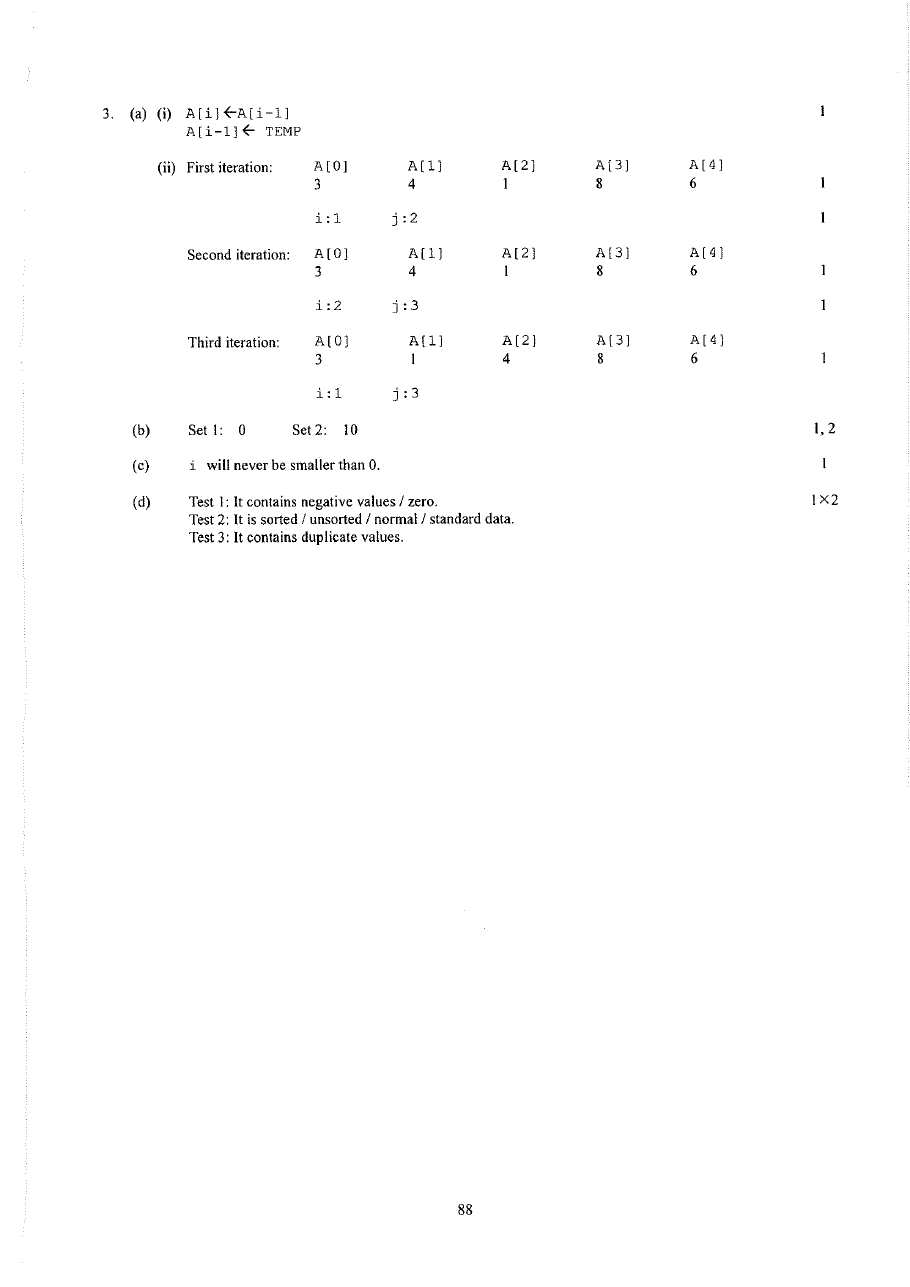 3. (a) (i) A[i]←A[i-1] 1
A[i-1]← TEMP
(ii) First iteration: A[0] A[1] A[2] A[3] A[4]
3 4 1 8 6 1
i:1 j:2 1
Second iteration: A[0] A[1] A[2] A[3] A[4]
3 4 1 8 6 1
i:2 j:3 1
Third iteration: A[0] A[1] A[2] A[3] A[4]
3 1 4 8 6 1
i:1 j:3
(b) Set 1: 0 Set 2: 10 1, 2
(c) i will never be smaller than 0. 1
(d) Test 1: It contains negative values / zero. 1×2
Test 2: It is sorted / unsorted / normal / standard data.
Test 3: It contains duplicate values.
88